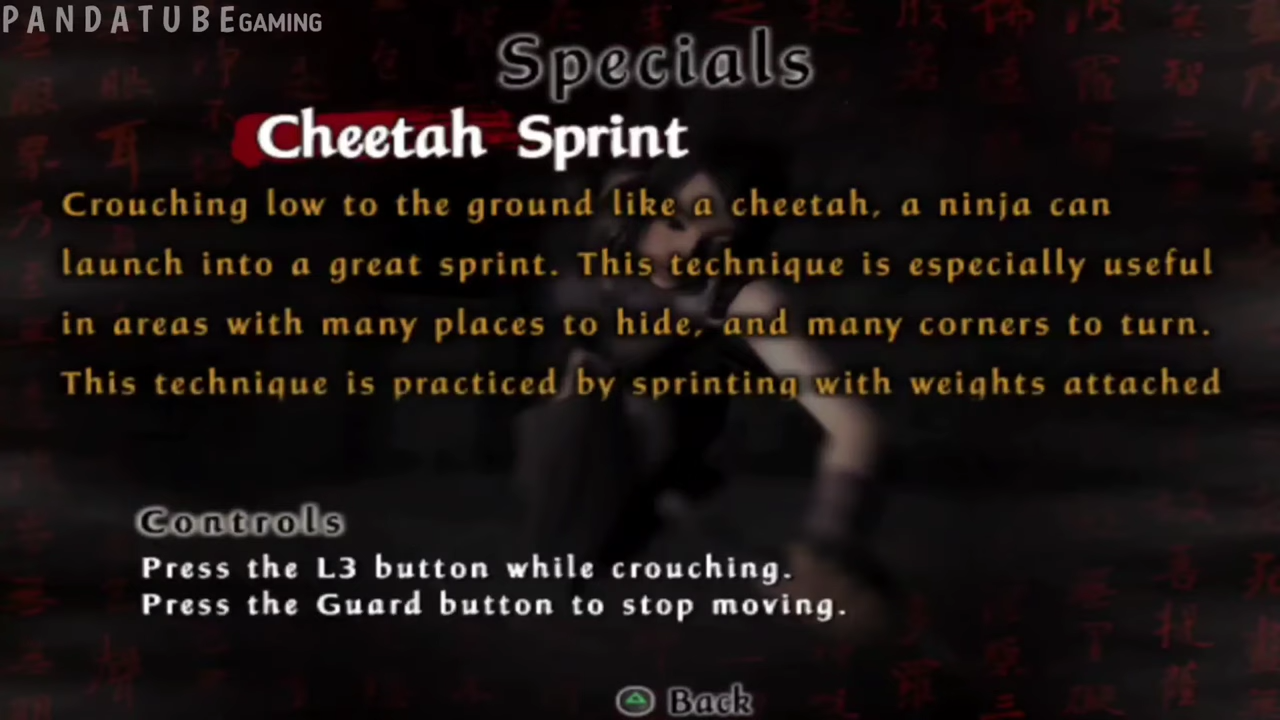 PANDATUBE GAMING
Specials
Cheetah Sprint
Crouching low to the ground like a cheetah, a ninja can
launch into a great sprint. This technique is especially useful
in areas with many places to hide, and many corners to turn.
This technique is practiced by sprinting with weights attached
Controls
Press the L3 button while crouching.
Press the Guard button to stop moving.
Back